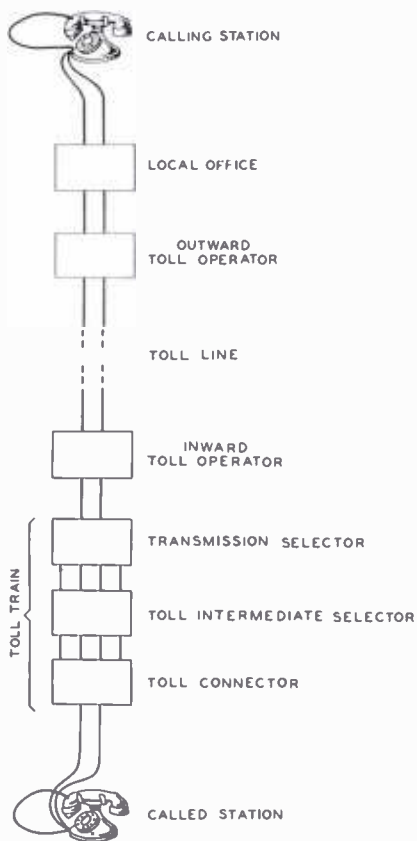 CALLING STATION
LOCAL OFFICE
OUTWARD
TOLL OPERATOR
TOLL LINE
INWARD
TOLL OPERATOR
TOLL TRAIN
TRANSMISSION SELECTOR
TOLL INTERMEDIATE SELECTOR
TOLL CONNECTOR
CALLED STATION